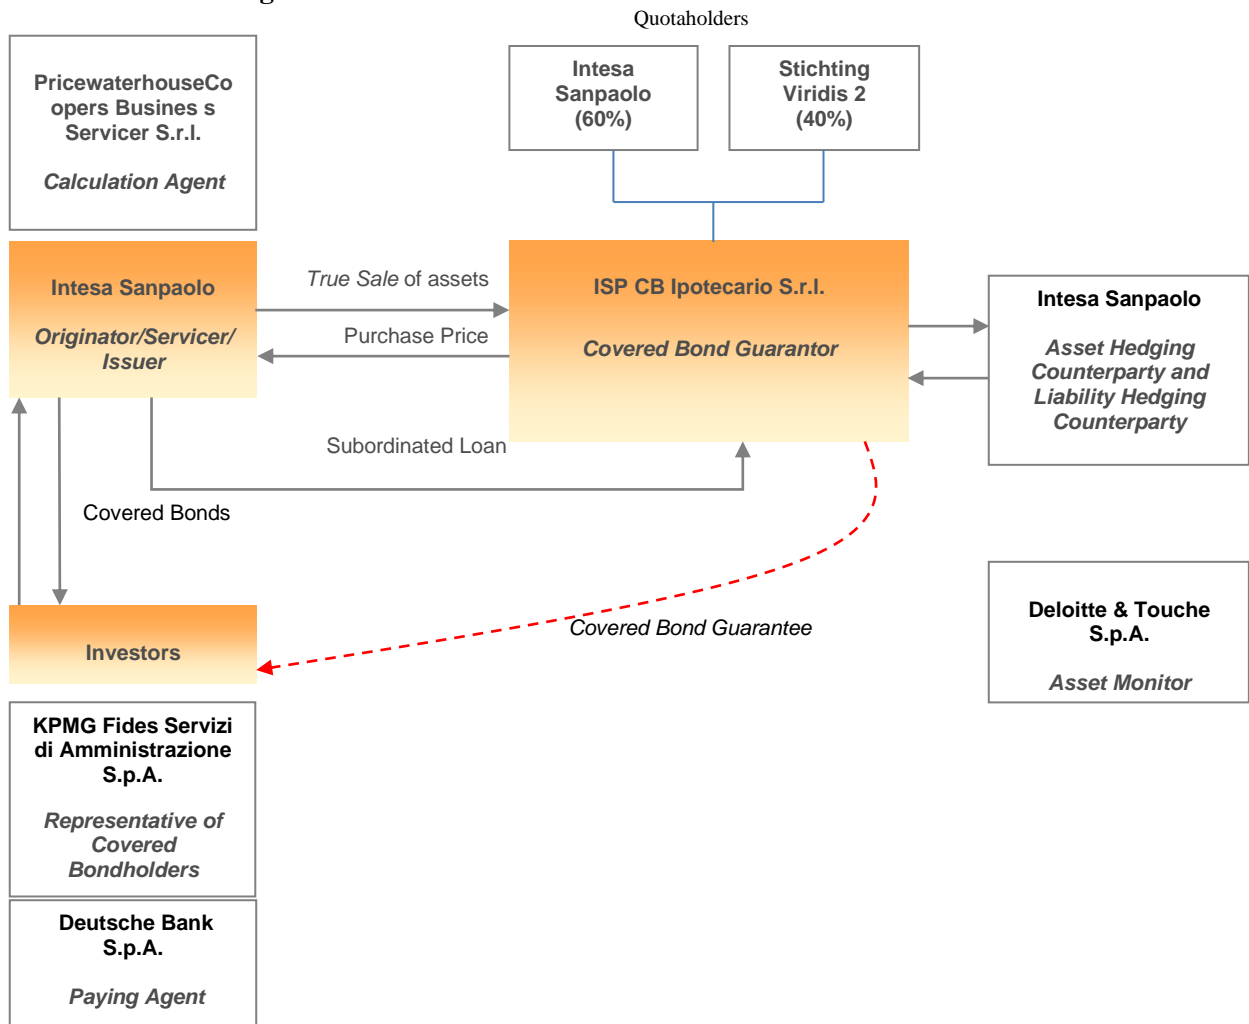 Quotaholders
PricewaterhouseCo
opers Busines s
Servicer S.r.l.
Calculation Agent
Intesa
Sanpaolo
(60%)
Stichting
Viridis 2
(40%)
Intesa Sanpaolo
Originator/Servicer/
Issuer
True Sale of assets
Purchase Price
Subordinated Loan
ISP CB Ipotecario S.r.l.
Covered Bond Guarantor
Intesa Sanpaolo
Asset Hedging
Counterparty and
Liability Hedging
Counterparty
Covered Bonds
Investors
Covered Bond Guarantee
Deloitte & Touche
S.p.A.
Asset Monitor
KPMG Fides Servizi
di Amministrazione
S.p.A.
Representative of
Covered
Bondholders
Deutsche Bank
S.p.A.
Paying Agent